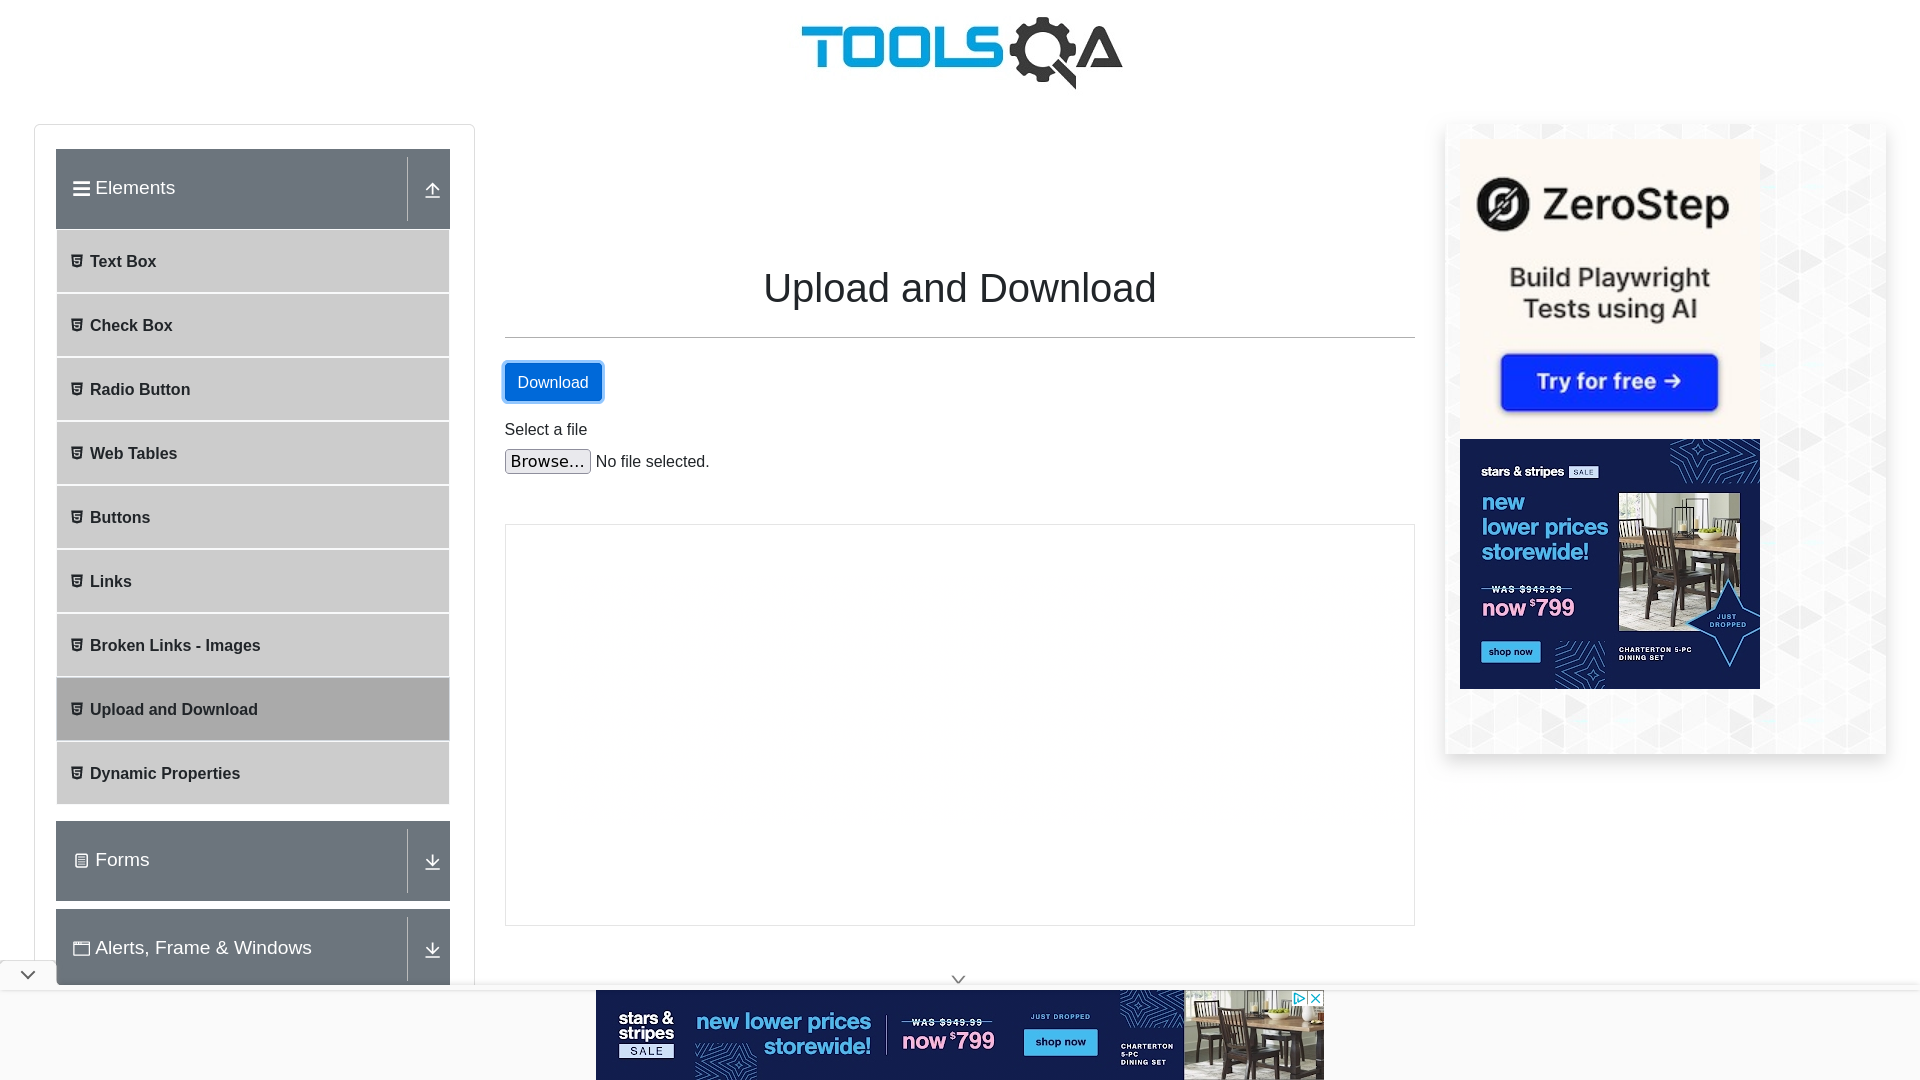 TOOLSQA
Elements
Text Box
Check Box
Radio Button
Web Tables
Buttons
Links
Broken Links - Images
Upload and Download
Dynamic Properties
Forms
Alerts, Frame & Windows
Upload and Download
Download
Select a file
Browse... No file selected.
ZeroStep
Build Playwright
Tests using AI
Try for free →
stars & stripes SALE
new
lower prices
storewide!
WAS $949.99
now $799
shop now
JUST
DROPPED
CHARTERTON 5-PC
DINING SET
stars &
stripes
SALE
new lower prices
storewide!
WAS $949.99
now $799
JUST DROPPED
shop now
CHARTERTON
5-PC
DINING SET